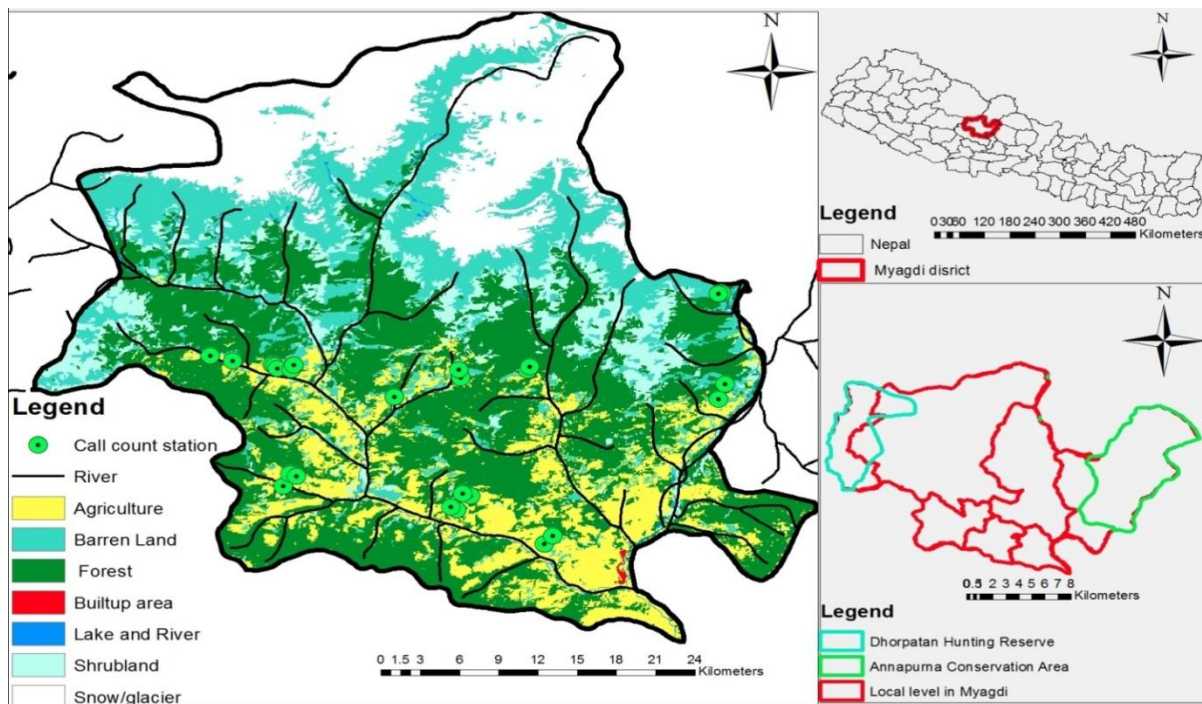 N
Legend
Call count station
River
Agriculture
Barren Land
Forest
Builtup area
Lake and River
Shrubland
Snow/glacier
0 1.5 3 6 9 12 15 18 21 24
Kilometers
N
Legend
Nepal
Myagdi disrict
0 3060 120 180 240 300 360 420 480
Kilometers
N
0 0.5 1 2 3 4 5 6 7 8
Kilometers
Legend
Dhorpatan Hunting Reserve
Annapurna Conservation Area
Local level in Myagdi